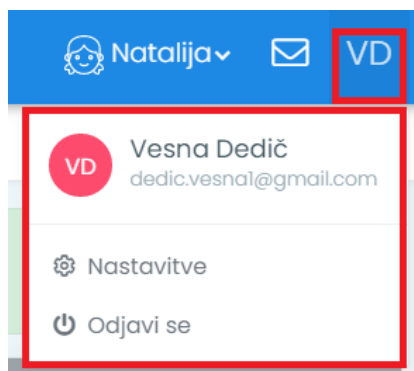 Natalija VD
VD Vesna Dedič
dedic.vesna1@gmail.com
Nastavitve
Odjavi se